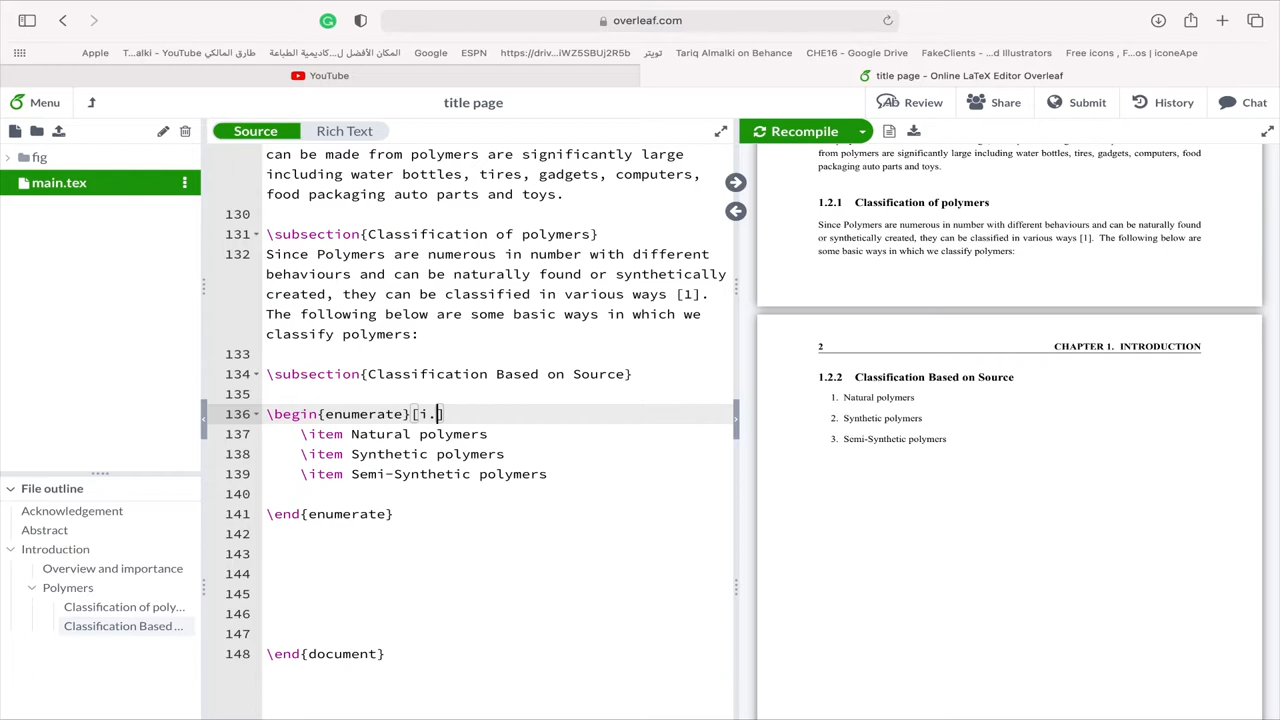 overleaf.com
Apple
طارق المالكي - YouTube
T...alki
المكان الأفضل ل...كاديمية الطباعة
Google
ESPN
https://driv...iWZ5SBUj2R5b
تويتر
Tariq Almalki on Behance
CHE16 - Google Drive
FakeClients - ...d Illustrators
Free icons , F...os | iconeApe
YouTube
title page - Online LaTeX Editor Overleaf
Menu
title page
Review
Share
Submit
History
Chat
Source
Rich Text
Recompile
fig
main.tex
File outline
Acknowledgement
Abstract
Introduction
Overview and importance
Polymers
Classification of poly...
Classification Based ...
can be made from polymers are significantly large
including water bottles, tires, gadgets, computers,
food packaging auto parts and toys.
130
131 \subsection{Classification of polymers}
132 Since Polymers are numerous in number with different
behaviours and can be naturally found or synthetically
created, they can be classified in various ways [1].
The following below are some basic ways in which we
classify polymers:
133
134 \subsection{Classification Based on Source}
135
136 \begin{enumerate}[i.]
137 \item Natural polymers
138 \item Synthetic polymers
139 \item Semi-Synthetic polymers
140
141 \end{enumerate}
142
143
144
145
146
147
148 \end{document}
from polymers are significantly large including water bottles, tires, gadgets, computers, food
packaging auto parts and toys.
1.2.1 Classification of polymers
Since Polymers are numerous in number with different behaviours and can be naturally found
or synthetically created, they can be classified in various ways [1]. The following below are
some basic ways in which we classify polymers:
2 CHAPTER 1. INTRODUCTION
1.2.2 Classification Based on Source
1. Natural polymers
2. Synthetic polymers
3. Semi-Synthetic polymers